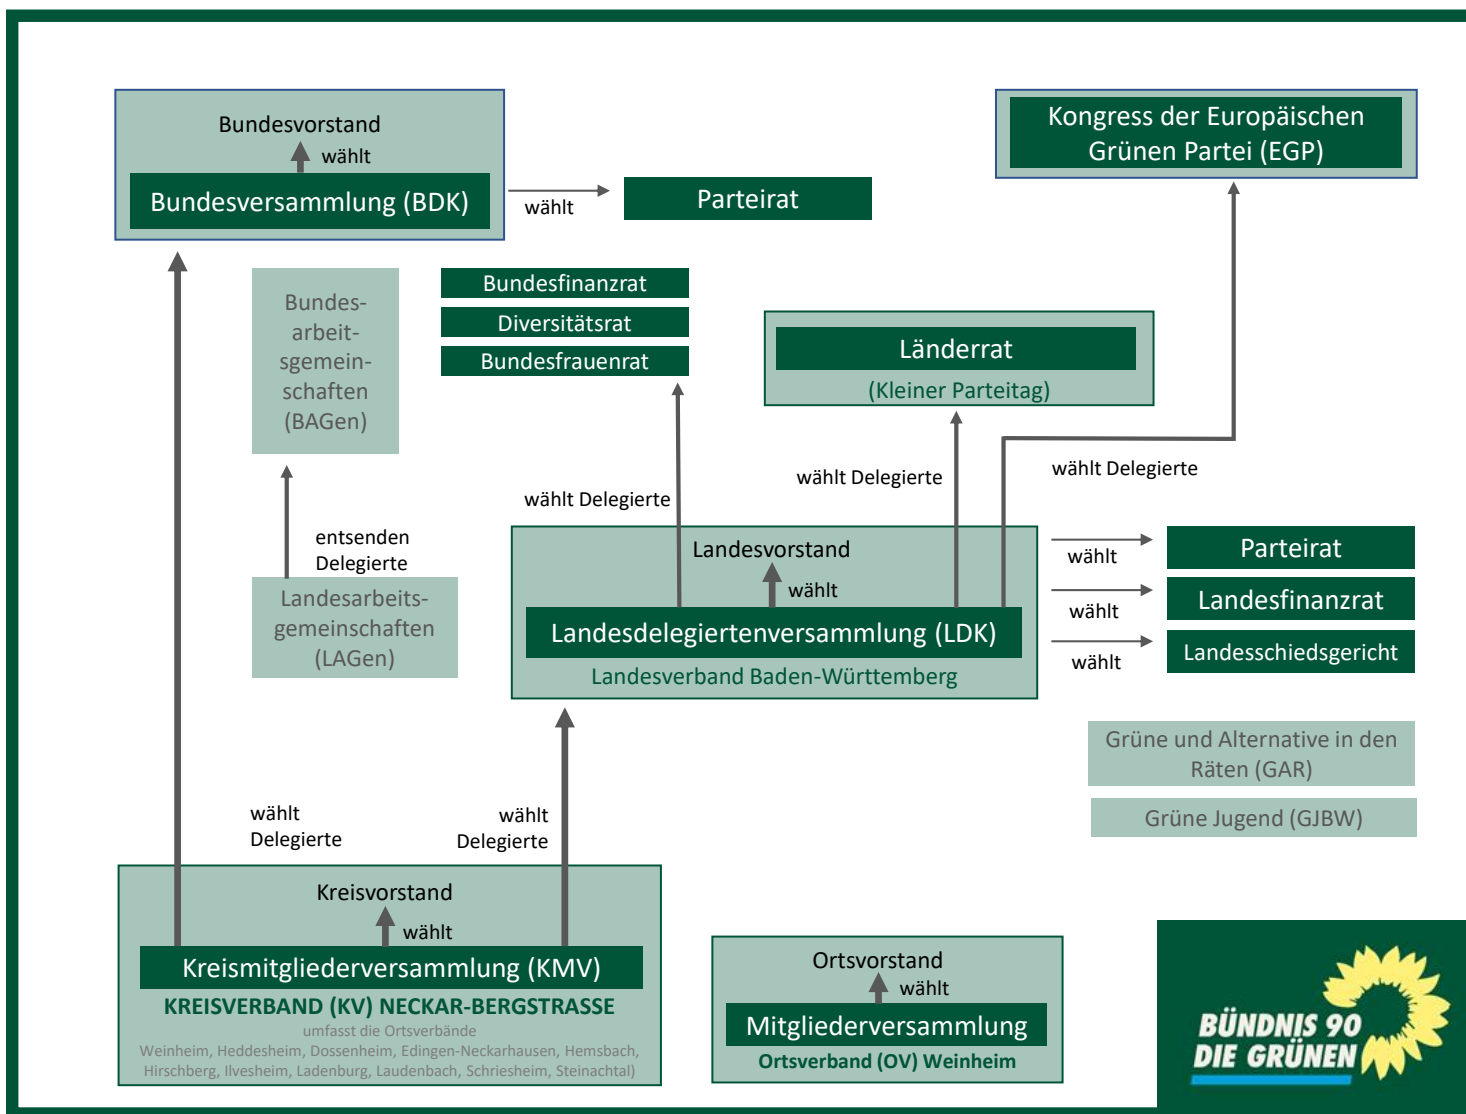 Bundesvorstand
wählt
Bundesversammlung (BDK)
wählt
Parteirat
Kongress der Europäischen
Grünen Partei (EGP)
Bundes-
arbeit-
sgemein-
schaften
(BAGen)
Bundesfinanzrat
Diversitätsrat
Bundesfrauenrat
Länderrat
(Kleiner Parteitag)
wählt Delegierte
wählt Delegierte
wählt Delegierte
entsenden
Delegierte
Landesarbeits-
gemeinschaften
(LAGen)
Landesvorstand
wählt
Landesdelegiertenversammlung (LDK)
Landesverband Baden-Württemberg
wählt
Parteirat
wählt
Landesfinanzrat
wählt
Landesschiedsgericht
Grüne und Alternative in den
Räten (GAR)
Grüne Jugend (GJBW)
wählt
Delegierte
wählt
Delegierte
Kreisvorstand
wählt
Kreismitgliederversammlung (KMV)
KREISVERBAND (KV) NECKAR-BERGSTRASSE
umfasst die Ortsverbände
Weinheim, Heddesheim, Dossenheim, Edingen-Neckarhausen, Hemsbach,
Hirschberg, Ilvesheim, Ladenburg, Laudenbach, Schriesheim, Steinachtal)
Ortsvorstand
wählt
Mitgliederversammlung
Ortsverband (OV) Weinheim
BÜNDNIS 90
DIE GRÜNEN